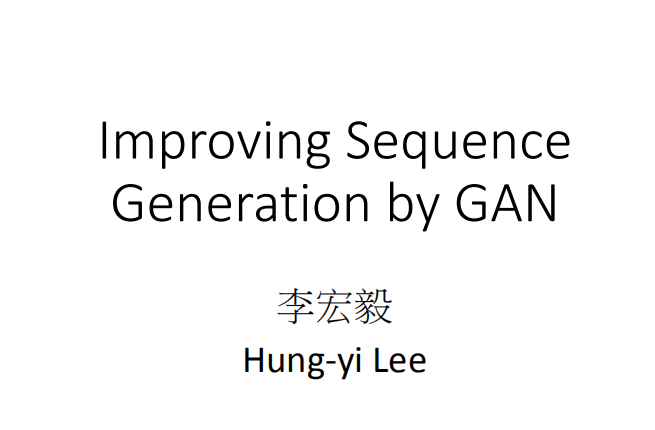 Improving Sequence
Generation by GAN
李宏毅
Hung-yi Lee